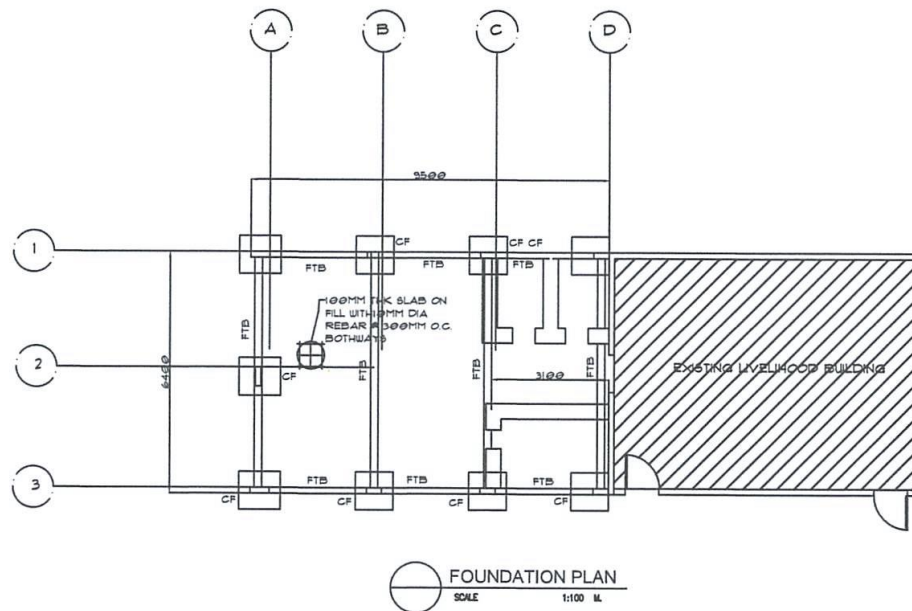 A B C D
9500
1
CF
CF CF
FTB
FTB
FTB
100MM THK SLAB ON
FILL WITH 10MM DIA
REBAR @ 300MM O.C.
BOTHWAYS
FTB
2
6400
CF
FTB
FTB
3100
FTB
EXISTING LIVELIHOOD BUILDING
3
FTB
FTB
FTB
CF
CF
CF
CF
FOUNDATION PLAN
SCALE 1:100 M.